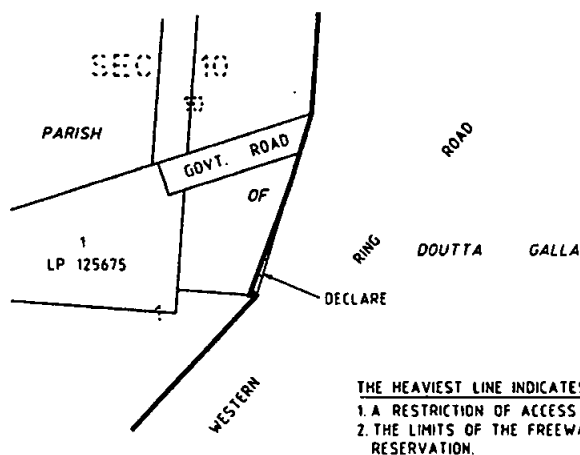 SEC 10
PARISH
GOVT. ROAD
ROAD
OF
1
LP 125675
RING
DOUTTA GALLA
DECLARE
WESTERN
THE HEAVIEST LINE INDICATES
1. A RESTRICTION OF ACCESS
2. THE LIMITS OF THE FREEWA
RESERVATION.